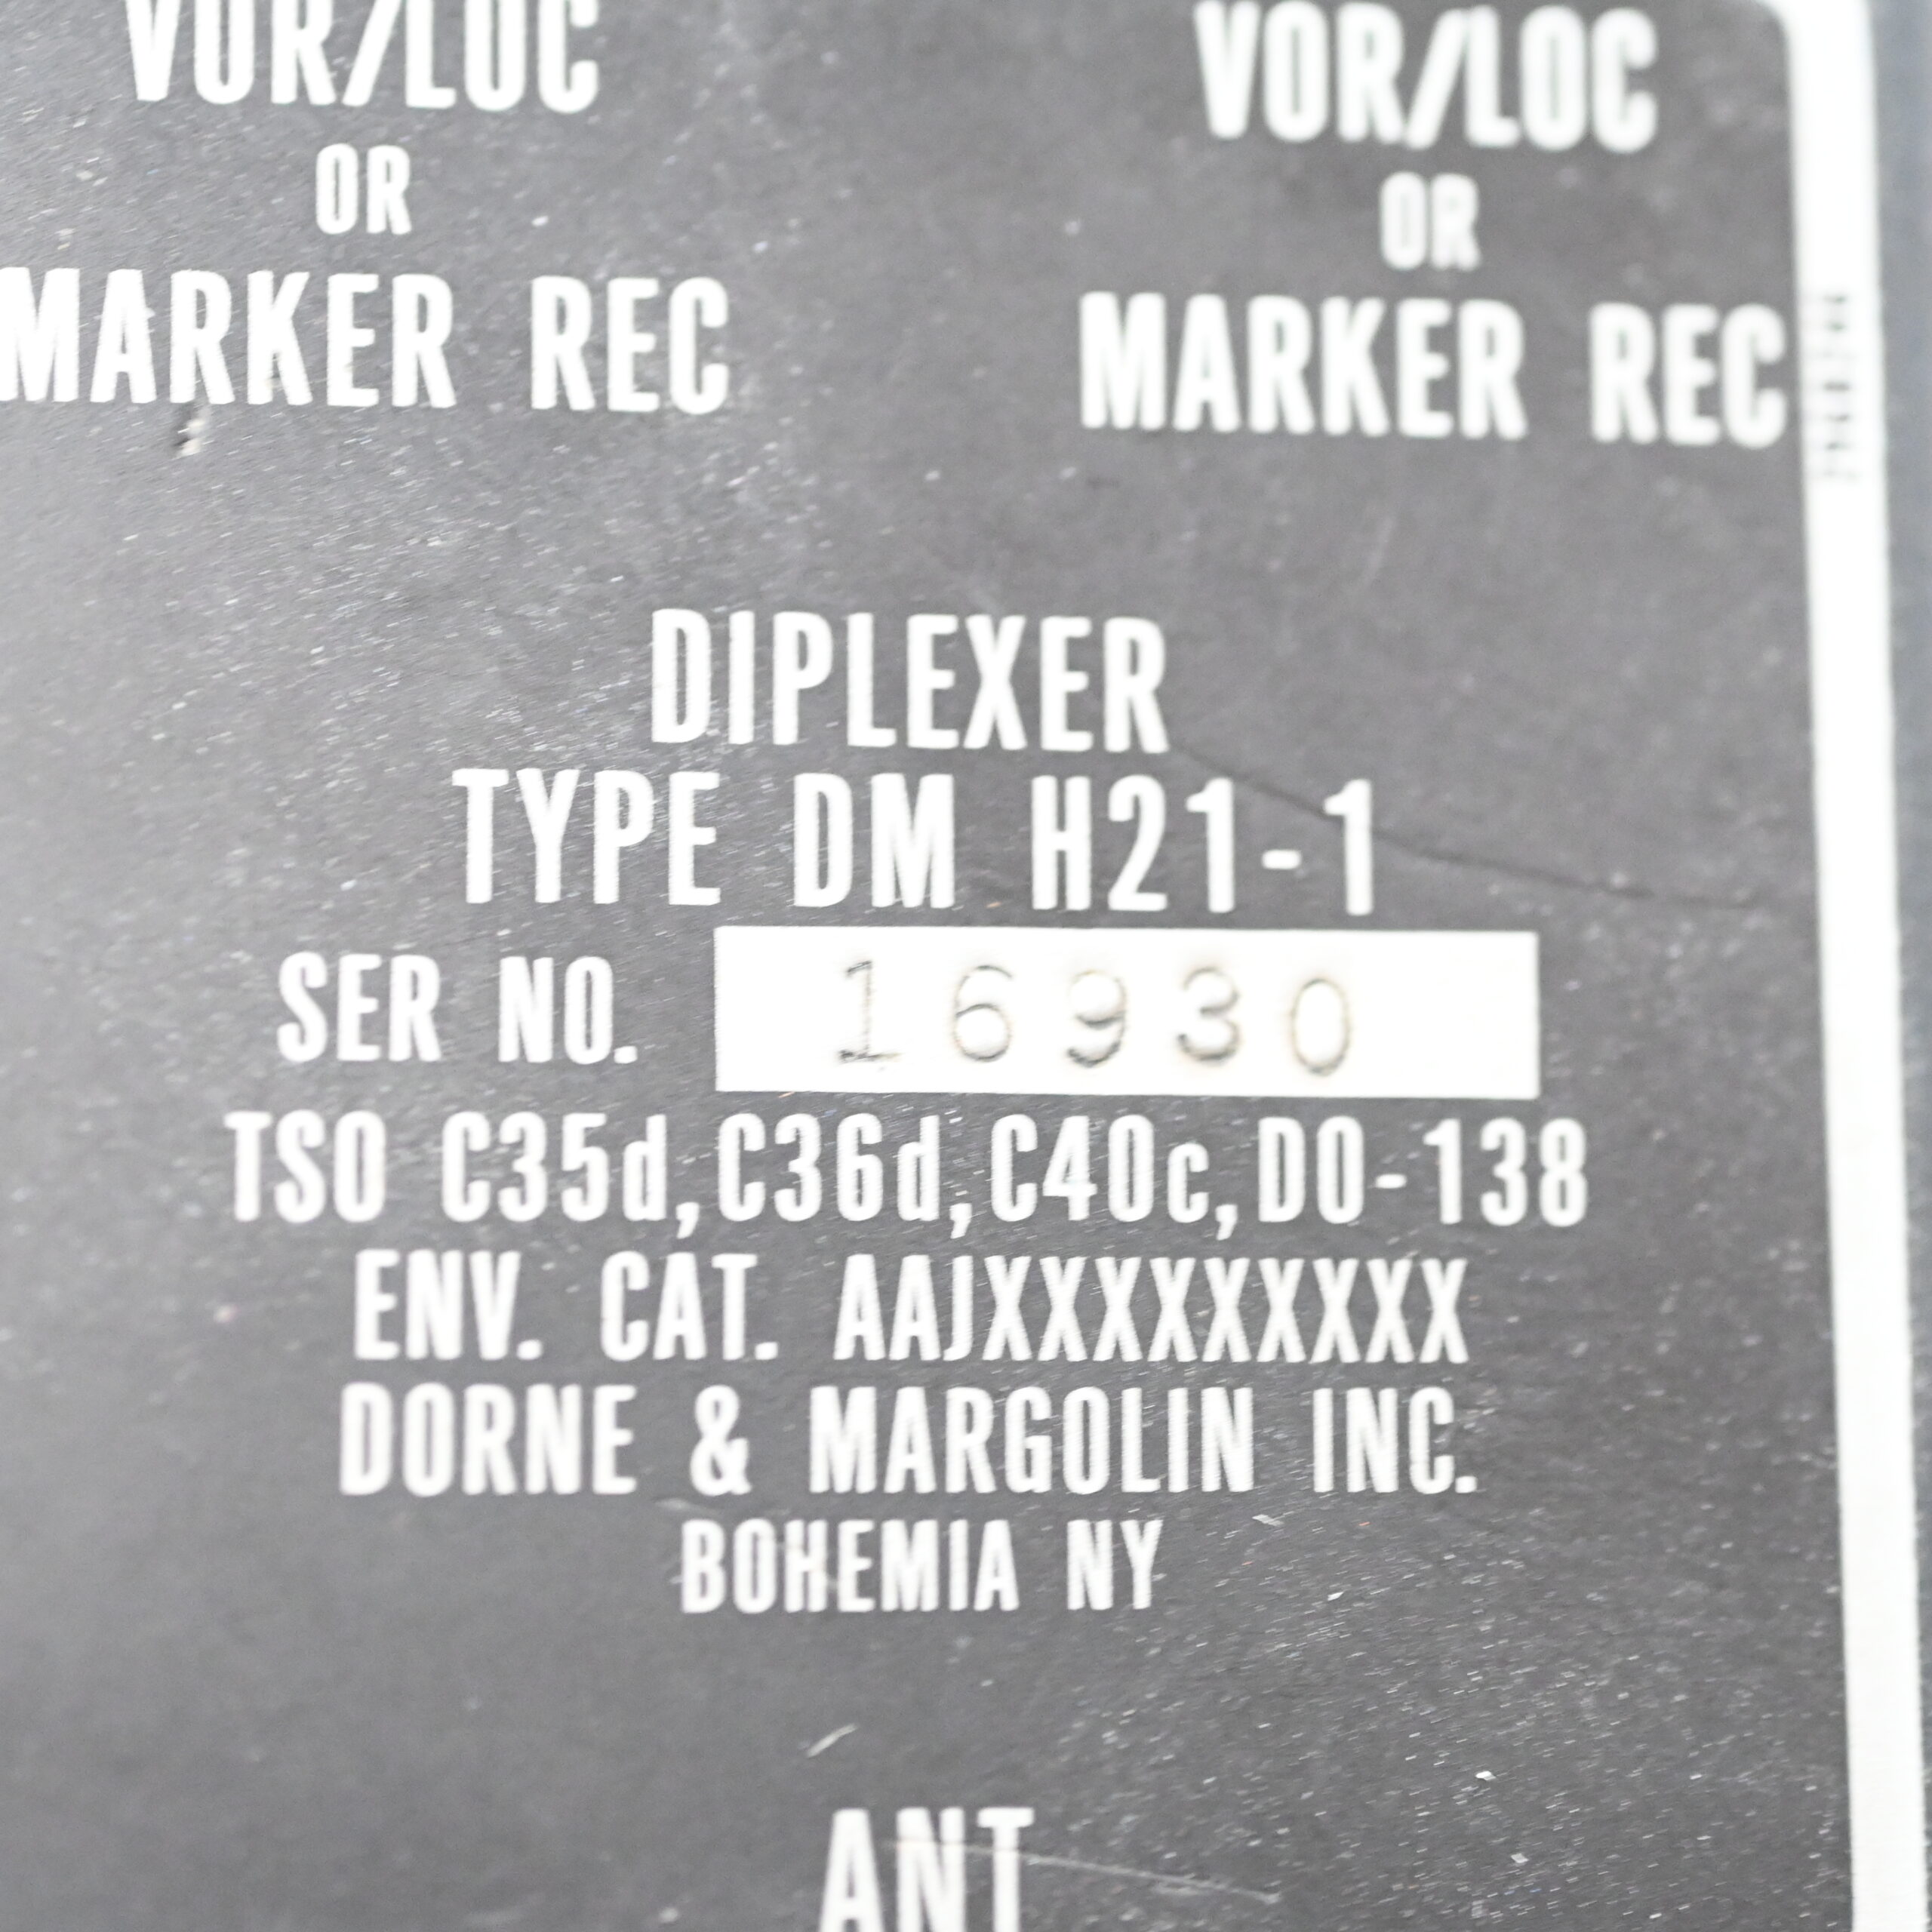 VOR/LOC VOR/LOC
OR OR
MARKER REC MARKER REC
DIPLEXER
TYPE DM H21-1
SER NO. 16930
TSO C35d,C36d,C40c,DO-138
ENV. CAT. AAJXXXXXXXXXX
DORNE & MARGOLIN INC.
BOHEMIA NY
ANT